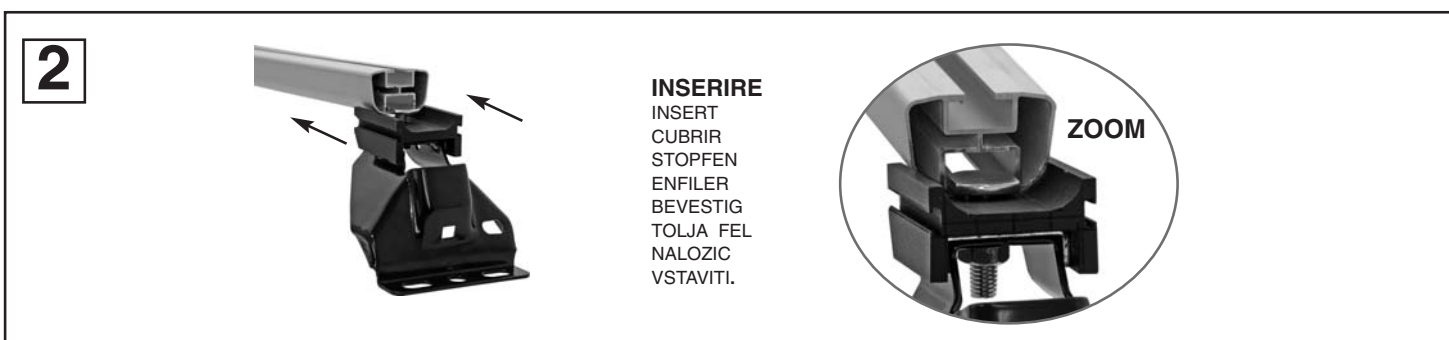 2
INSERIRE
INSERT
CUBRIR
STOPFEN
ENFILER
BEVESTIG
TOLJA FEL
NALOZIC
VSTAVITI.
ZOOM